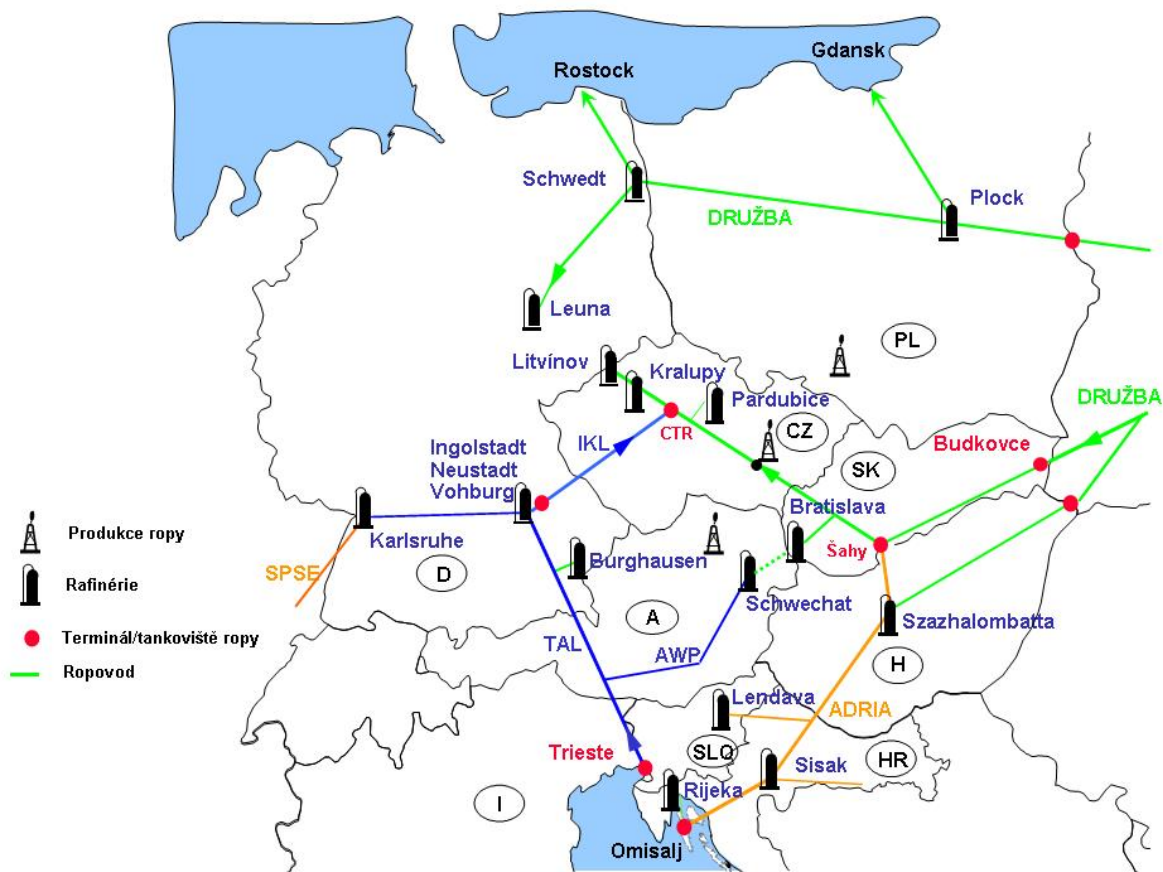 Gdansk
Rostock
Schwedt
Plock
DRUŽBA
Leuna
PL
Litvínov
Kralupy
Pardubice
DRUŽBA
CTR
CZ
Budkovce
IKL
SK
Ingolstadt
Neustadt
Vohburg
Bratislava
Karlsruhe
Šahy
Produkce ropy
SPSE
D
Burghausen
Rafinérie
Schwechat
A
Szazhalombatta
Terminál/tankoviště ropy
TAL
AWP
H
Ropovod
Lendava
ADRIA
Trieste
SLO
HR
Sisak
I
Rijeka
Omisalj